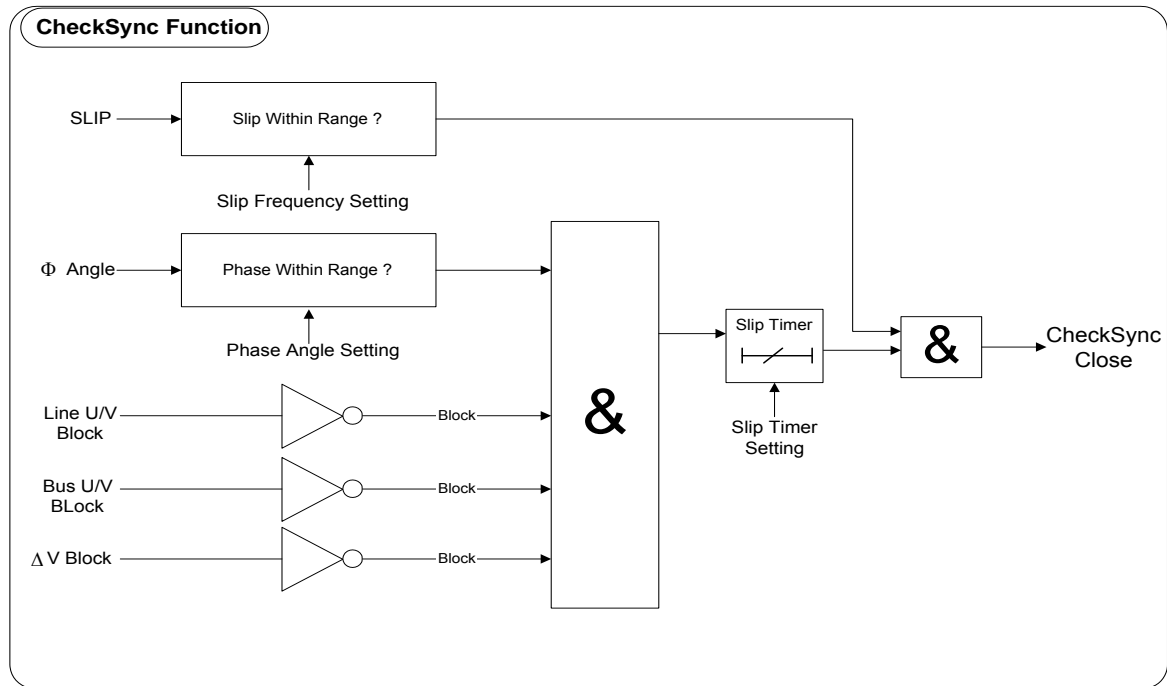 CheckSync Function
SLIP
Slip Within Range ?
Slip Frequency Setting
Φ Angle
Phase Within Range ?
Phase Angle Setting
Line U/V
Block
Block
Bus U/V
BLock
Block
Δ V Block
Block
&
Slip Timer
Slip Timer
Setting
&
CheckSync
Close